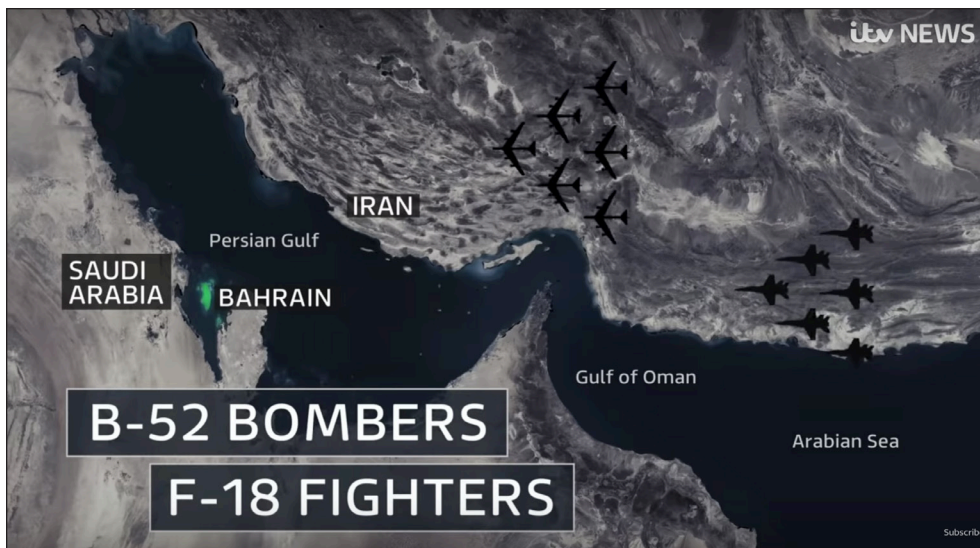 itv NEWS
IRAN
Persian Gulf
SAUDI
ARABIA
BAHRAIN
Gulf of Oman
B-52 BOMBERS
Arabian Sea
F-18 FIGHTERS